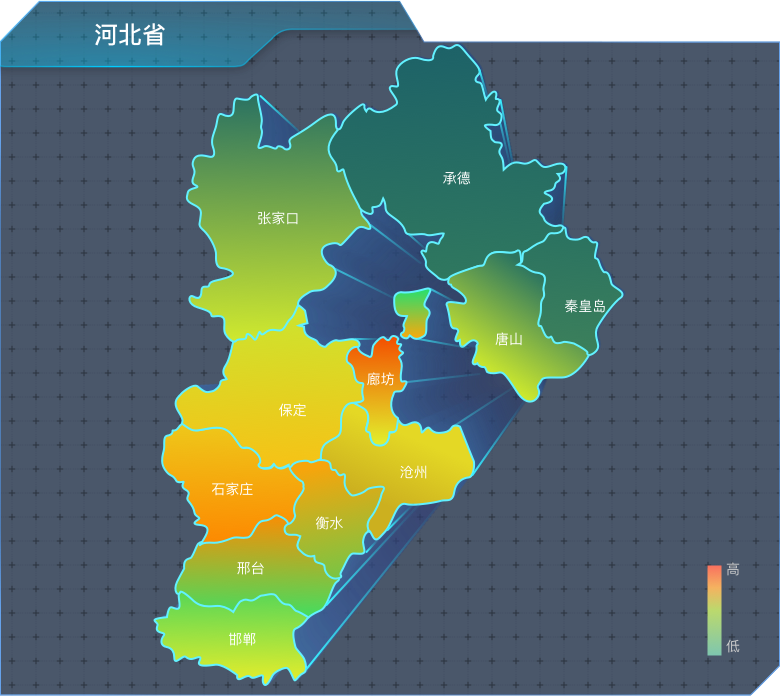 河北省
承德
张家口
秦皇岛
唐山
廊坊
保定
沧州
石家庄
衡水
邢台
邯郸
高
低